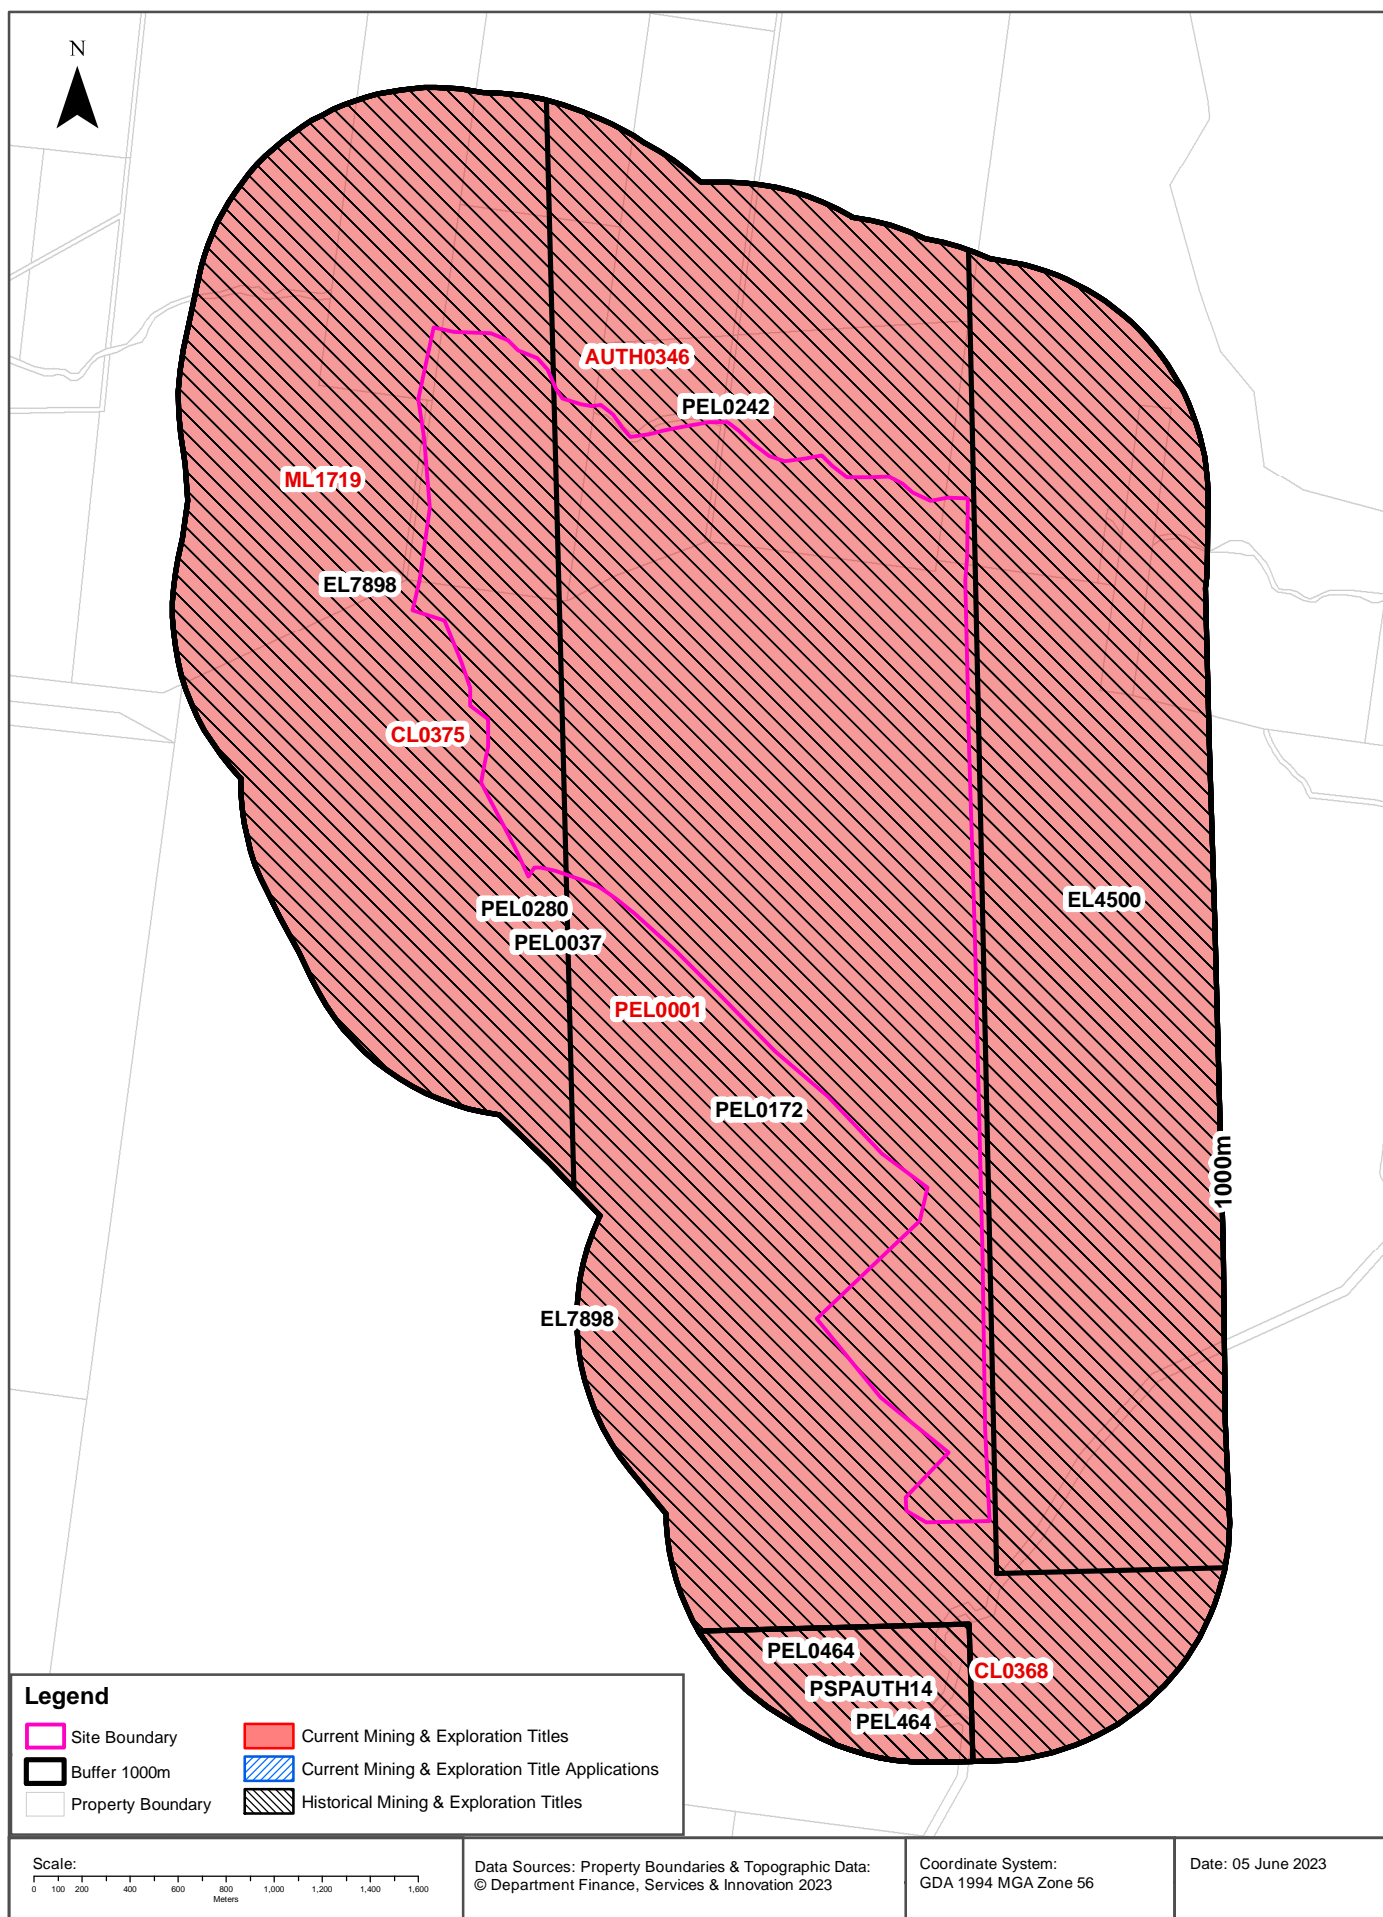 N
AUTH0346
PEL0242
ML1719
EL7898
CL0375
EL4500
PEL0280
PEL0037
PEL0001
PEL0172
1000m
EL7898
PEL0464
CL0368
PSPAUTH14
PEL464
Legend
Site Boundary
Buffer 1000m
Property Boundary
Current Mining & Exploration Titles
Current Mining & Exploration Title Applications
Historical Mining & Exploration Titles
Scale:
0 100 200 400 600 800 1,000 1,200 1,400 1,600
Meters
Data Sources: Property Boundaries & Topographic Data:
© Department Finance, Services & Innovation 2023
Coordinate System:
GDA 1994 MGA Zone 56
Date: 05 June 2023